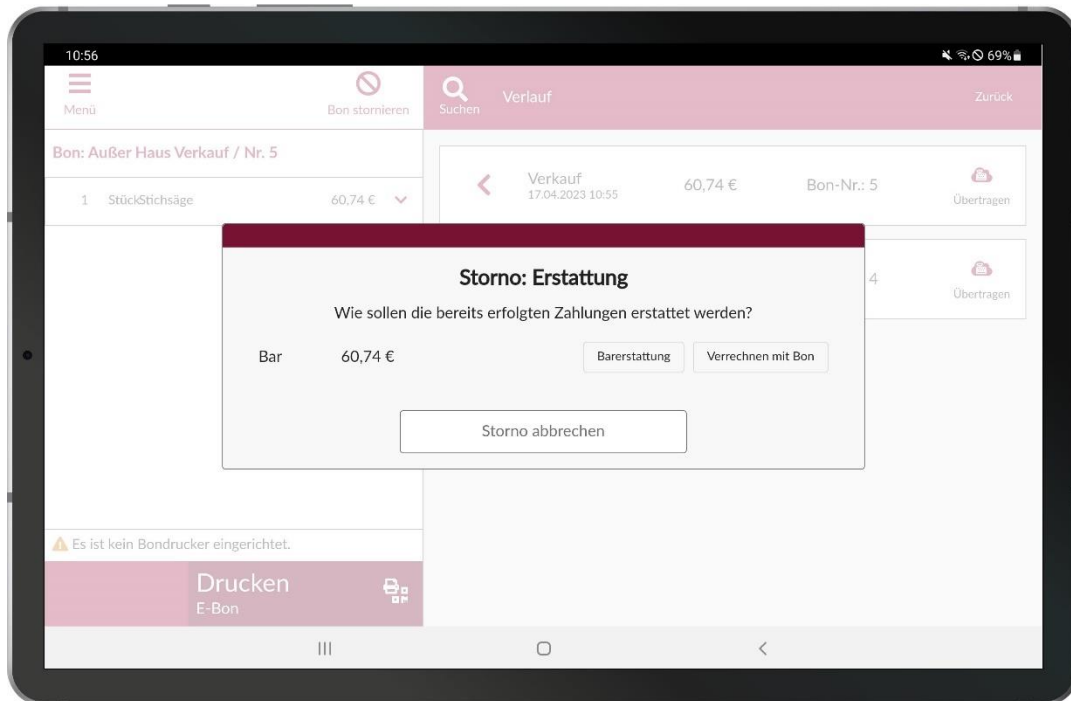 10:56
69%
Menü
Bon stornieren
Suchen
Verlauf
Zurück
Bon: Außer Haus Verkauf / Nr. 5
1 StückStichsäge 60,74 €
Verkauf 60,74 € Bon-Nr.: 5
17.04.2023 10:55
Übertragen
4
Übertragen
Storno: Erstattung
Wie sollen die bereits erfolgten Zahlungen erstattet werden?
Bar 60,74 € Barerstattung Verrechnen mit Bon
Storno abbrechen
Es ist kein Bondrucker eingerichtet.
Drucken
E-Bon